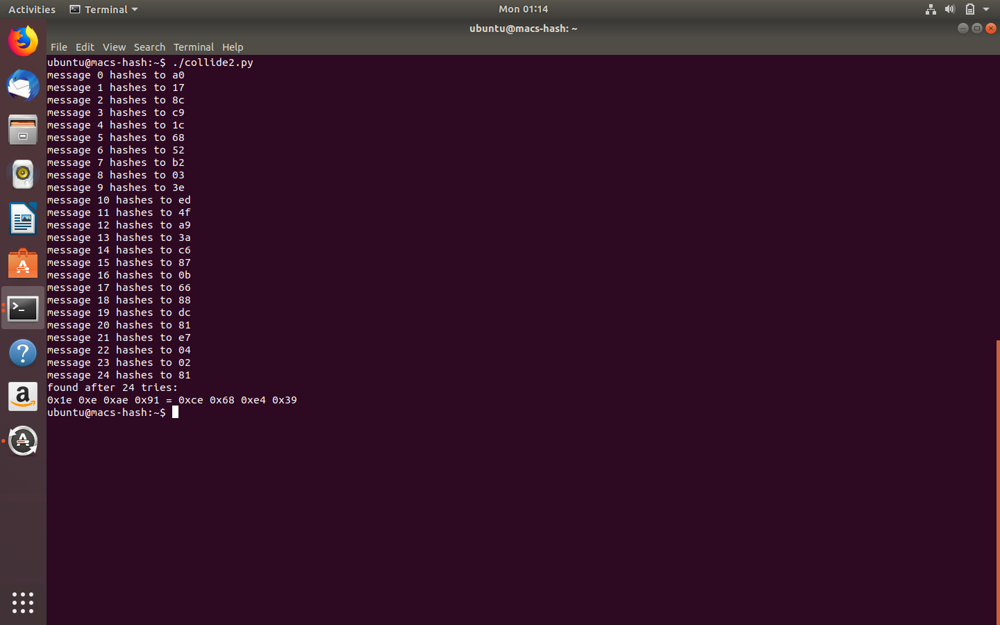 Activities Terminal Mon 01:14
ubuntu@macs-hash: ~
File Edit View Search Terminal Help
ubuntu@macs-hash:~$ ./collide2.py
message 0 hashes to a0
message 1 hashes to 17
message 2 hashes to 8c
message 3 hashes to c9
message 4 hashes to 1c
message 5 hashes to 68
message 6 hashes to 52
message 7 hashes to b2
message 8 hashes to 03
message 9 hashes to 3e
message 10 hashes to ed
message 11 hashes to 4f
message 12 hashes to a9
message 13 hashes to 3a
message 14 hashes to c6
message 15 hashes to 87
message 16 hashes to 0b
message 17 hashes to 66
message 18 hashes to 88
message 19 hashes to dc
message 20 hashes to 81
message 21 hashes to e7
message 22 hashes to 04
message 23 hashes to 02
message 24 hashes to 81
found after 24 tries:
0x1e 0xe 0xae 0x91 = 0xce 0x68 0xe4 0x39
ubuntu@macs-hash:~$